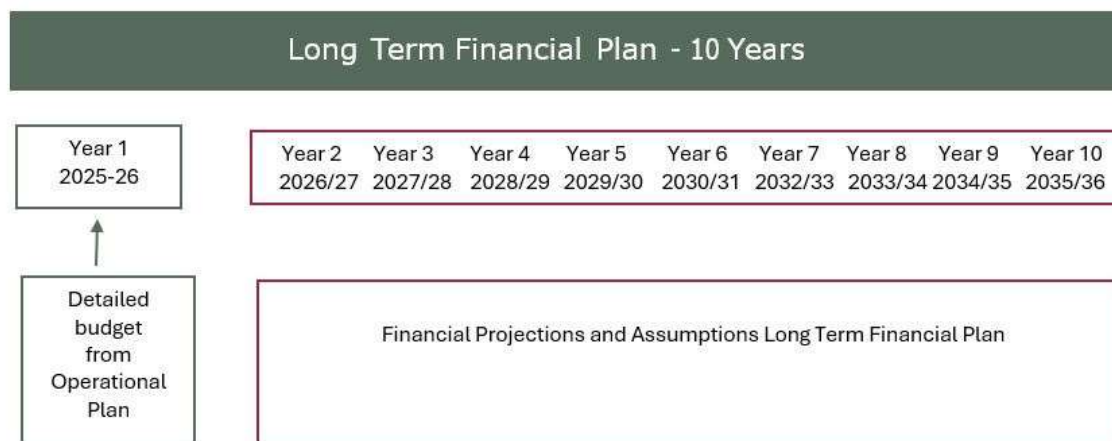 Long Term Financial Plan - 10 Years
Year 1
2025-26
Year 2 Year 3 Year 4 Year 5 Year 6 Year 7 Year 8 Year 9 Year 10
2026/27 2027/28 2028/29 2029/30 2030/31 2032/33 2033/34 2034/35 2035/36
Detailed
budget
from
Operational
Plan
Financial Projections and Assumptions Long Term Financial Plan